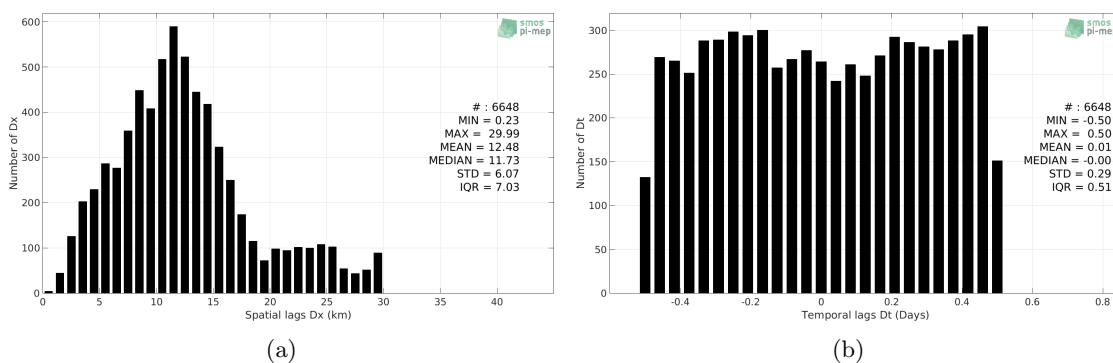 smos
pi-mep
600
500
400
300
200
100
0
Number of Dx
# : 6648
MIN = 0.23
MAX = 29.99
MEAN = 12.48
MEDIAN = 11.73
STD = 6.07
IQR = 7.03
0 5 10 15 20 25 30 35 40
Spatial lags Dx (km)
(a)
smos
pi-mep
300
250
200
150
100
50
0
Number of Dt
# : 6648
MIN = -0.50
MAX = 0.50
MEAN = 0.01
MEDIAN = -0.00
STD = 0.29
IQR = 0.51
-0.4 -0.2 0 0.2 0.4 0.6 0.8
Temporal lags Dt (Days)
(b)